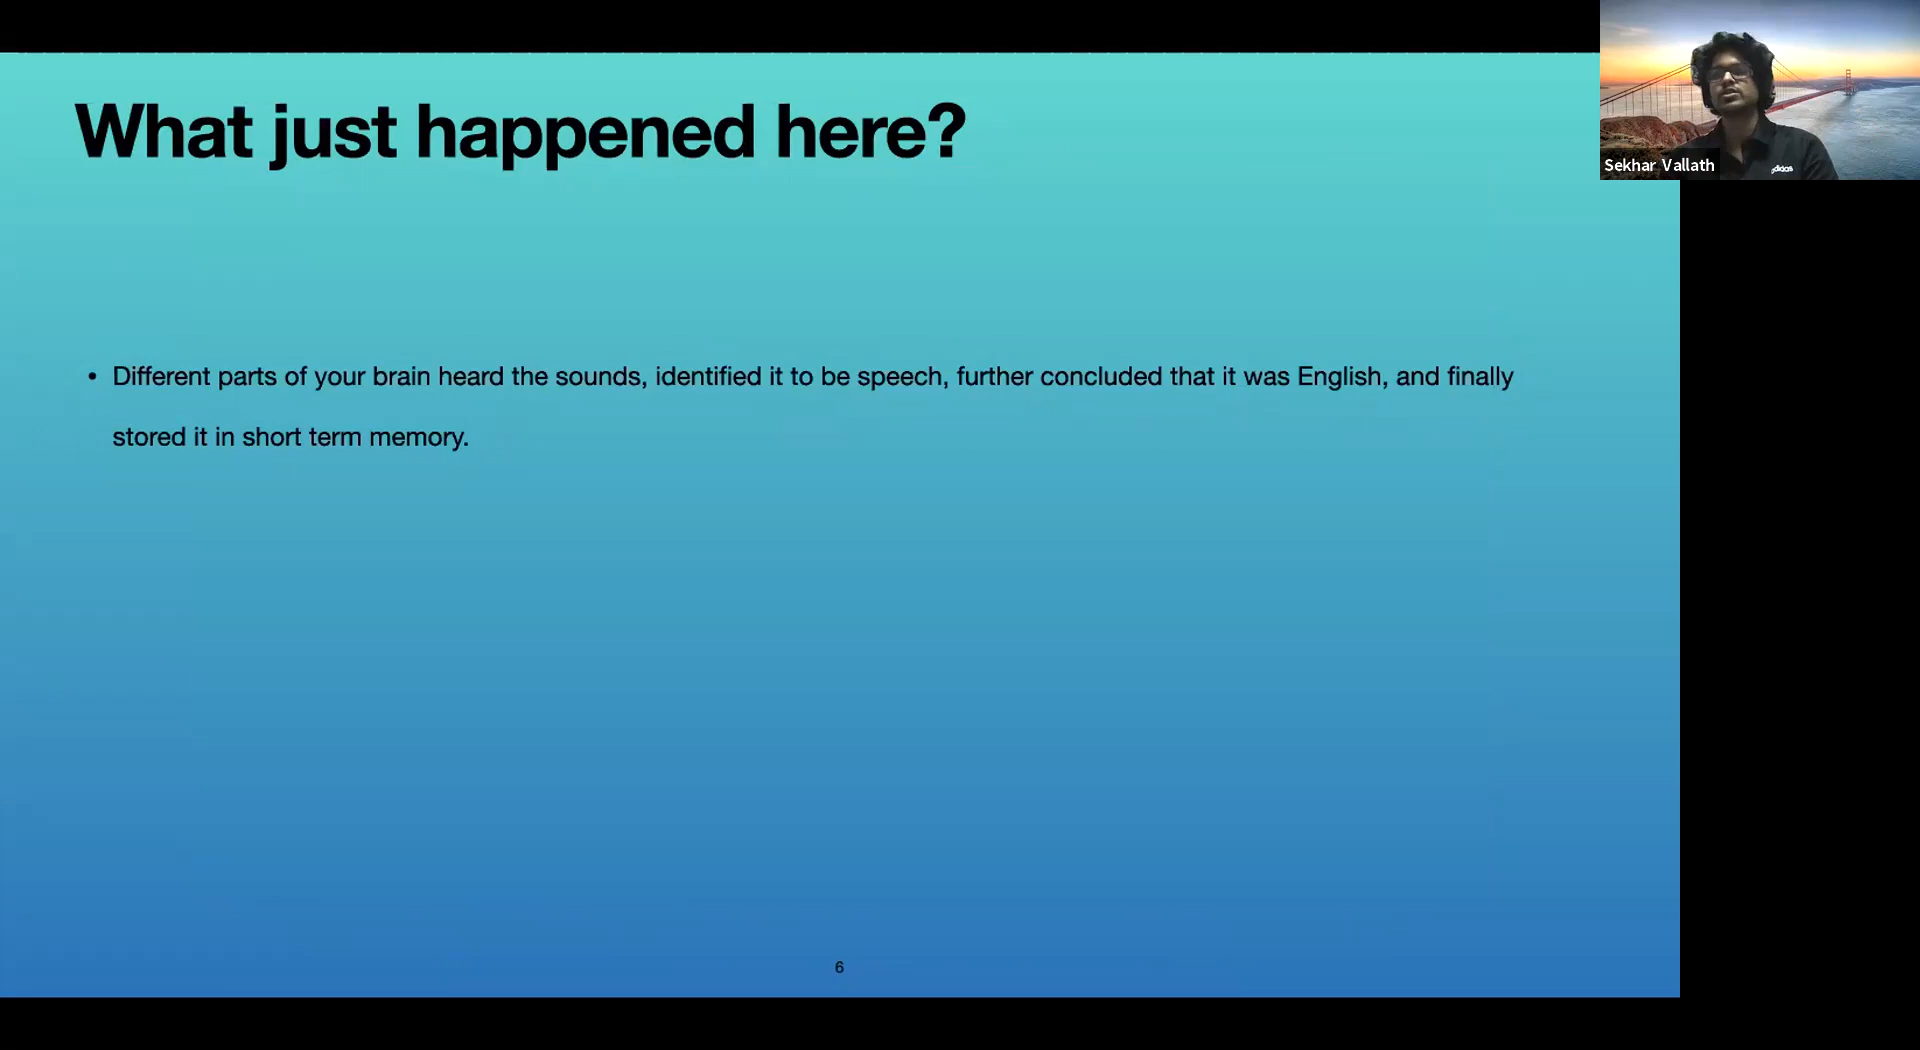 What just happened here?
Sekhar Vallath
adidas
• Different parts of your brain heard the sounds, identified it to be speech, further concluded that it was English, and finally
stored it in short term memory.
6